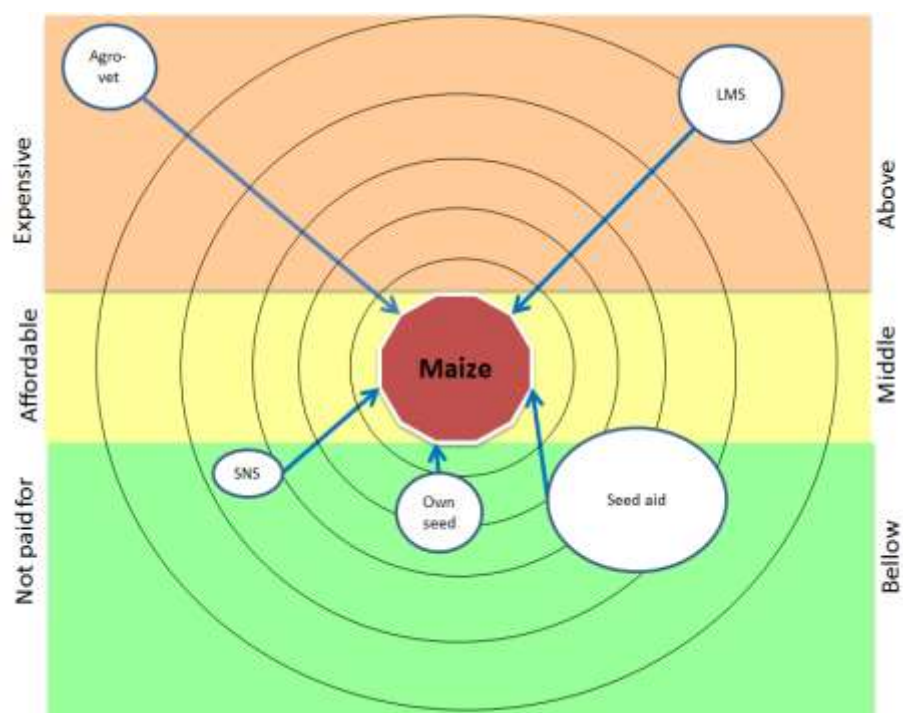 Agro-
vet
LMS
Expensive
Above
Affordable
Maize
Middle
SNS
Own
seed
Seed aid
Not paid for
Bellow